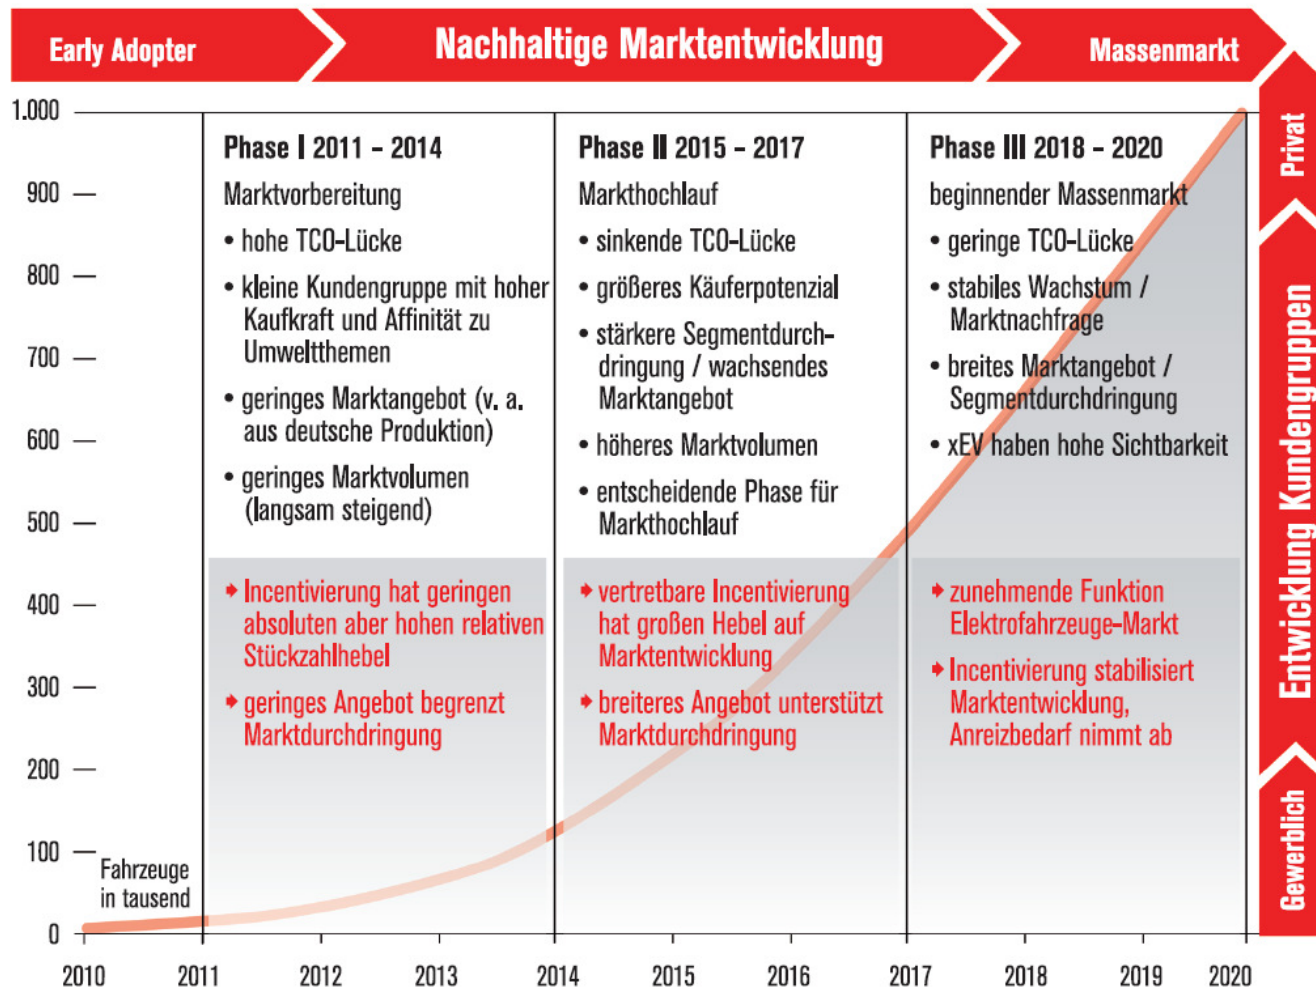 Early Adopter
Nachhaltige Marktentwicklung
Massenmarkt
1.000
900
800
700
600
500
400
300
200
100
0
Fahrzeuge
in tausend
Phase I 2011 – 2014
Marktvorbereitung
• hohe TCO-Lücke
• kleine Kundengruppe mit hoher
Kaufkraft und Affinität zu
Umweltthemen
• geringes Marktangebot (v. a.
aus deutsche Produktion)
• geringes Marktvolumen
(langsam steigend)
➧ Incentivierung hat geringen
absoluten aber hohen relativen
Stückzahlhebel
➧ geringes Angebot begrenzt
Marktdurchdringung
Phase II 2015 – 2017
Markthochlauf
• sinkende TCO-Lücke
• größeres Käuferpotenzial
• stärkere Segmentdurch-
dringung / wachsendes
Marktangebot
• höheres Marktvolumen
• entscheidende Phase für
Markthochlauf
➧ vertretbare Incentivierung
hat großen Hebel auf
Marktentwicklung
➧ breiteres Angebot unterstützt
Marktdurchdringung
Phase III 2018 – 2020
beginnender Massenmarkt
• geringe TCO-Lücke
• stabiles Wachstum /
Marktnachfrage
• breites Marktangebot /
Segmentdurchdringung
• xEV haben hohe Sichtbarkeit
➧ zunehmende Funktion
Elektrofahrzeuge-Markt
➧ Incentivierung stabilisiert
Marktentwicklung,
Anreizbedarf nimmt ab
Privat
Entwicklung Kundengruppen
Gewerblich
2010 2011 2012 2013 2014 2015 2016 2017 2018 2019 2020